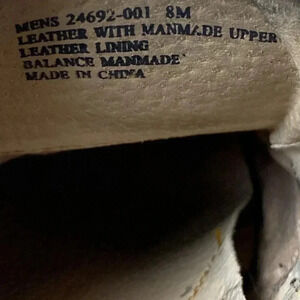 MENS 24692-001 8M
LEATHER WITH MANMADE UPPER
LEATHER LINING
BALANCE MANMADE
MADE IN CHINA